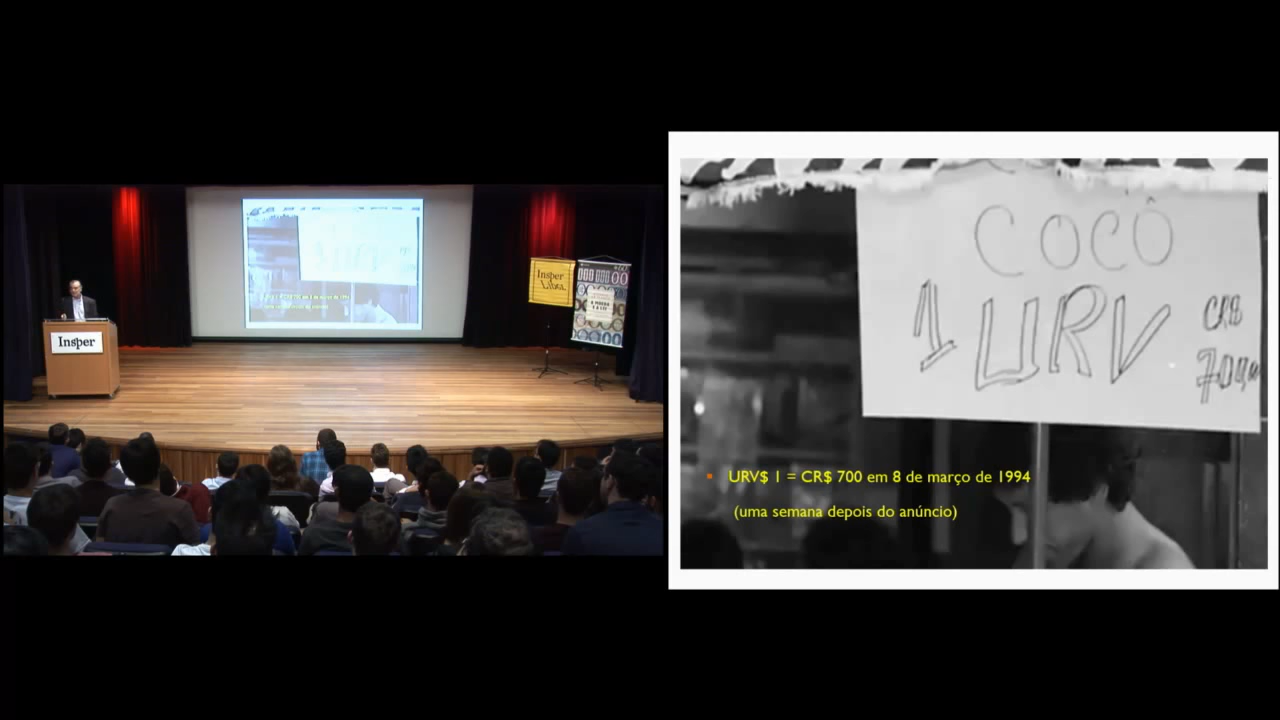 Insper
Insper
COCÔ
1 URV
CR$
700,00
URV$ 1 = CR$ 700 em 8 de março de 1994
(uma semana depois do anúncio)